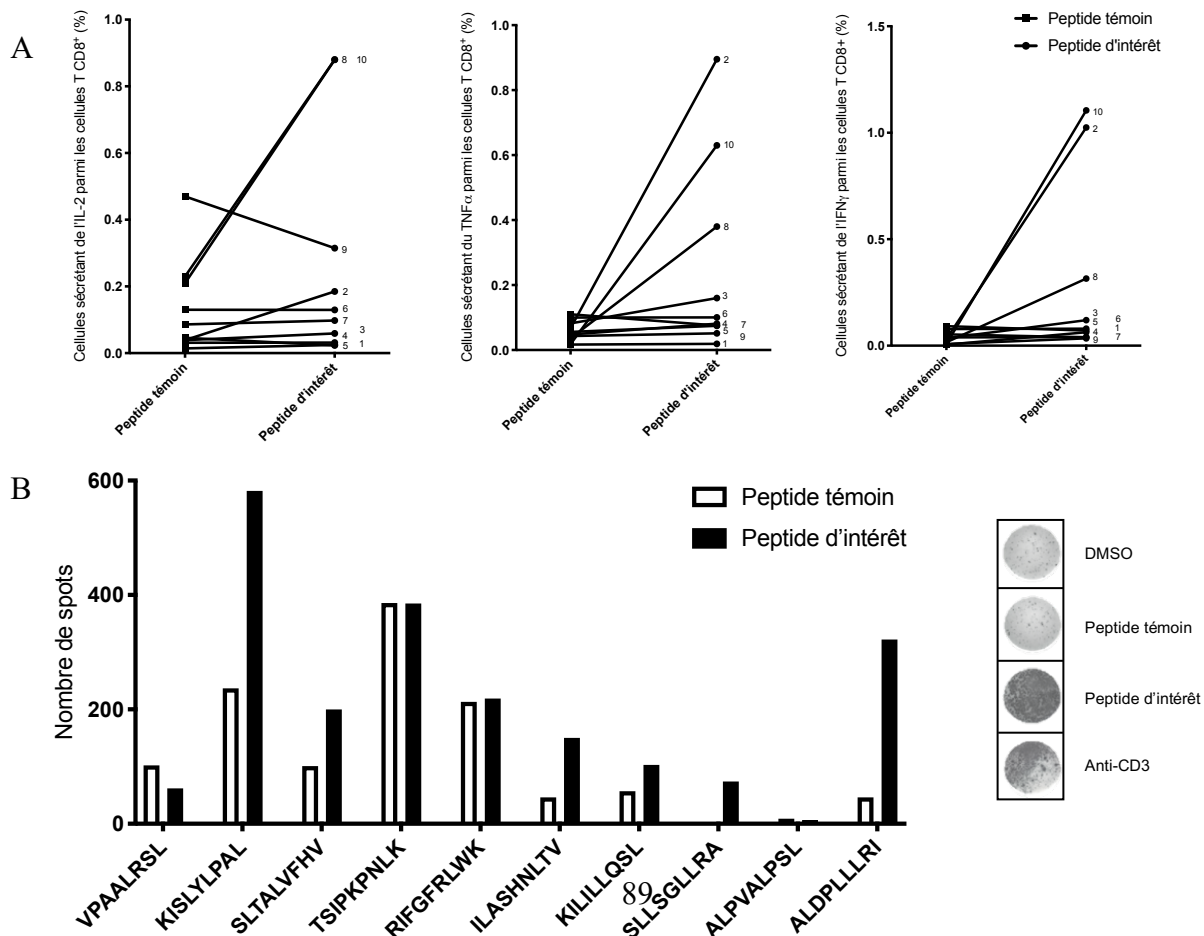 A
Cellules sécrétant de l'IL-2 parmi les cellules T CD8+ (%)
1.0
0.8
0.6
0.4
0.2
0.0
8 10
9
2
6
7
3
4
5 1
Peptide témoin
Peptide d'intérêt
Cellules sécrétant du TNFα parmi les cellules T CD8+ (%)
1.0
0.8
0.6
0.4
0.2
0.0
2
10
8
3
6
4 7
5
9
1
Peptide témoin
Peptide d'intérêt
Cellules sécrétant de l'IFNγ parmi les cellules T CD8+ (%)
1.5
1.0
0.5
0.0
10
2
8
3
5 6
1
4
9 7
Peptide témoin
Peptide d'intérêt
Peptide témoin
Peptide d'intérêt
B
Nombre de spots
600
400
200
0
Peptide témoin
Peptide d'intérêt
VPAALRSL
KISLYLPAL
SLTALVFHV
TSIPKPNLK
RIFGFRLWK
ILASHNLTV
KILILLQSL
SLLSGLLRA
ALPVALPSL
ALDPLLLRI
DMSO
Peptide témoin
Peptide d'intérêt
Anti-CD3
89